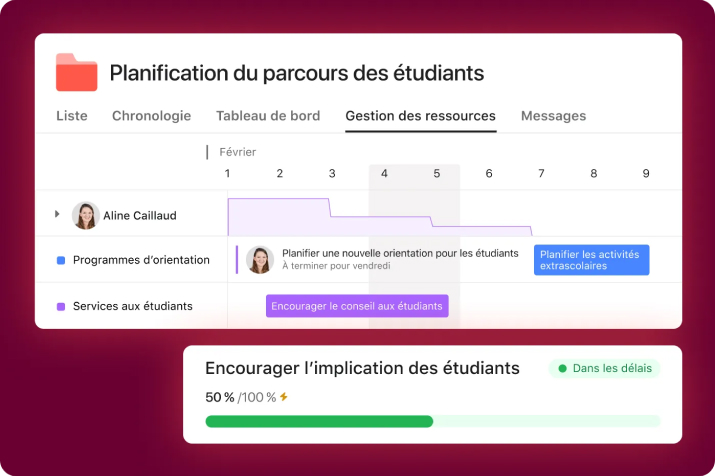 Planification du parcours des étudiants
Liste Chronologie Tableau de bord Gestion des ressources Messages
Février
1 2 3 4 5 6 7 8 9
Aline Caillaud
Programmes d’orientation
Planifier une nouvelle orientation pour les étudiants
À terminer pour vendredi
Planifier les activités
extrascolaires
Services aux étudiants
Encourager le conseil aux étudiants
Encourager l’implication des étudiants
Dans les délais
50 % /100 %